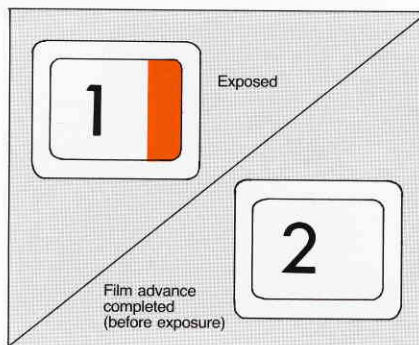 1
Exposed
2
Film advance
completed
(before exposure)